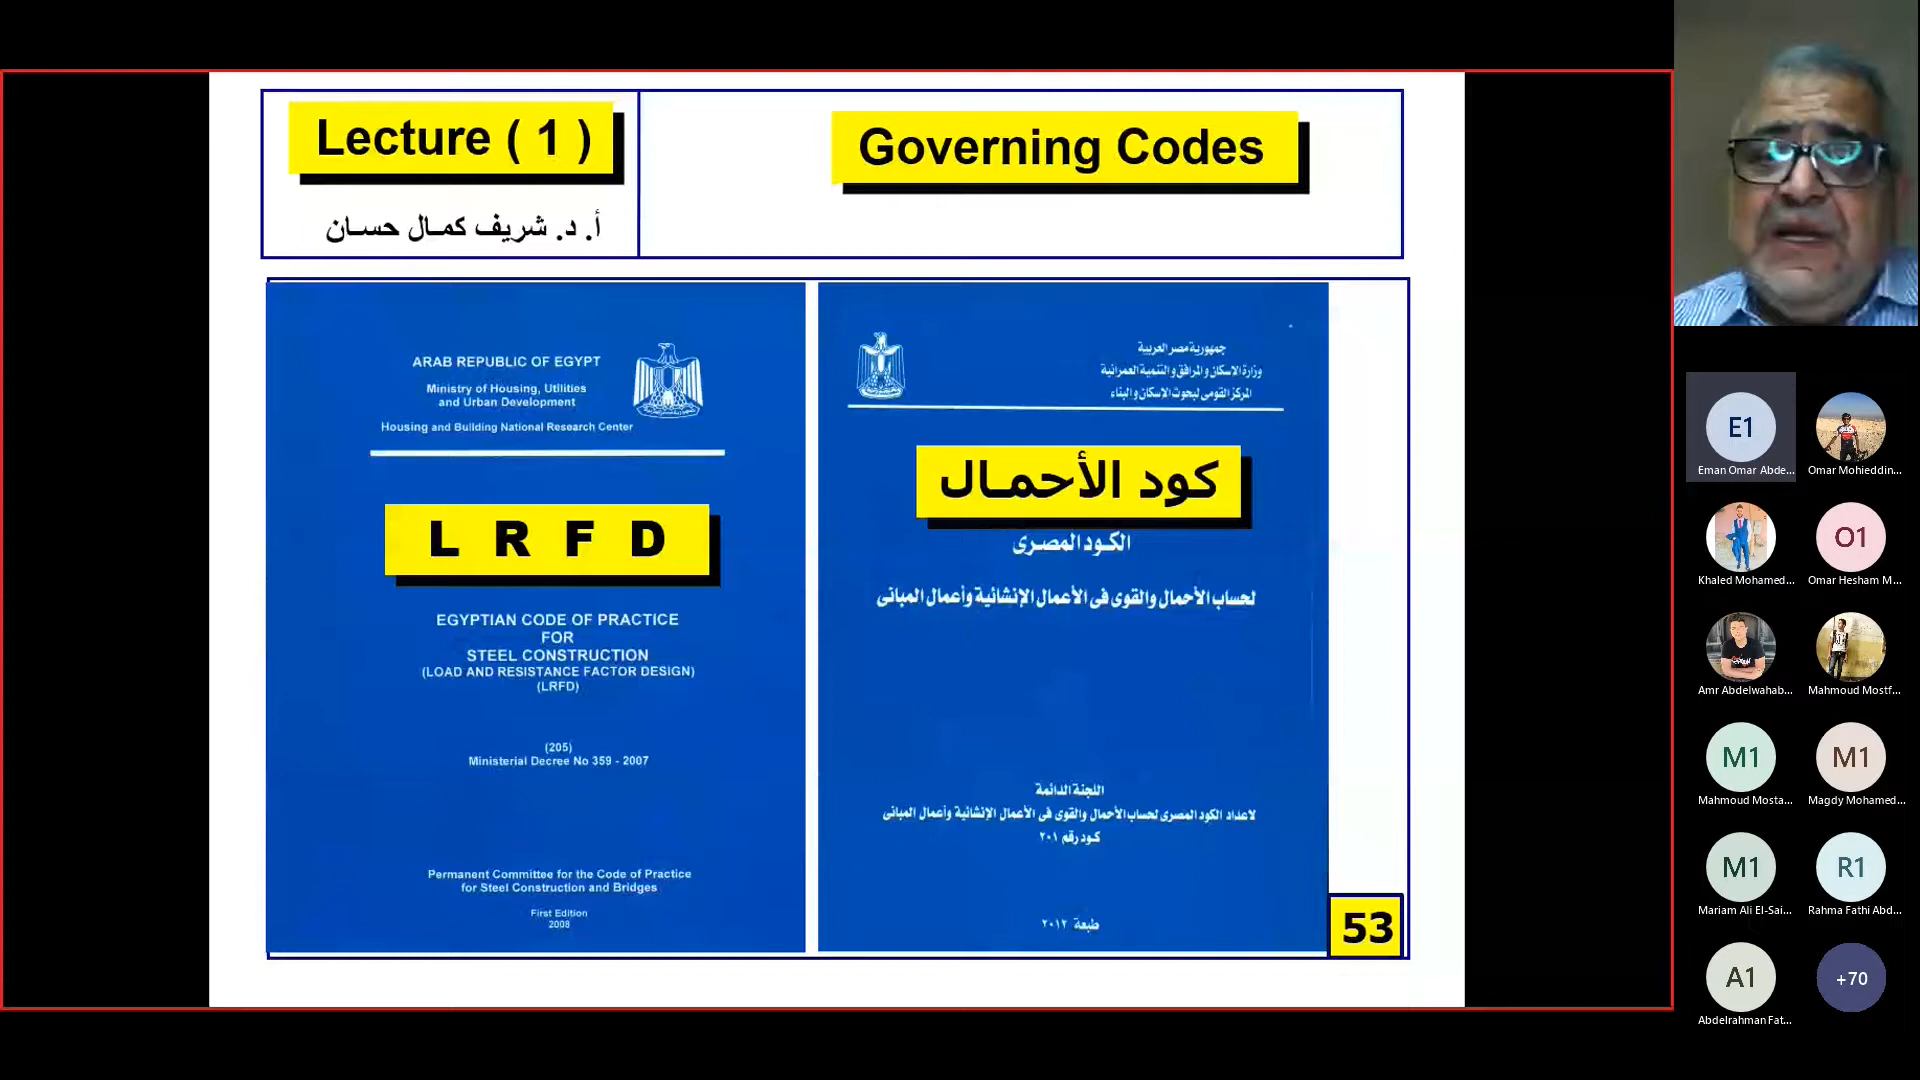 Lecture ( 1 )
أ. د. شريف كمال حسان
Governing Codes
ARAB REPUBLIC OF EGYPT
Ministry of Housing, Utilities
and Urban Development
Housing and Building National Research Center
L R F D
EGYPTIAN CODE OF PRACTICE
FOR
STEEL CONSTRUCTION
(LOAD AND RESISTANCE FACTOR DESIGN)
(LRFD)
(205)
Ministerial Decree No 359 - 2007
Permanent Committee for the Code of Practice
for Steel Construction and Bridges
First Edition
2008
جمهورية مصر العربية
وزارة الاسكان والمرافق والتنمية العمرانية
المركز القومى لبحوث الاسكان والبناء
كود الأحمال
الكود المصرى
لحساب الأحمال والقوى فى الأعمال الإنشائية وأعمال المبانى
اللجنة الدائمة
لاعداد الكود المصرى لحساب الأحمال والقوى فى الأعمال الإنشائية وأعمال المبانى
كود رقم ٢٠١
طبعة ٢٠١٢
53
E1
Eman Omar Abde...
Omar Mohieddin...
Khaled Mohamed...
O1
Omar Hesham M...
Amr Abdelwahab...
Mahmoud Mostf...
M1
Mahmoud Mosta...
M1
Magdy Mohamed...
M1
Mariam Ali El-Sai...
R1
Rahma Fathi Abd...
A1
Abdelrahman Fat...
+70